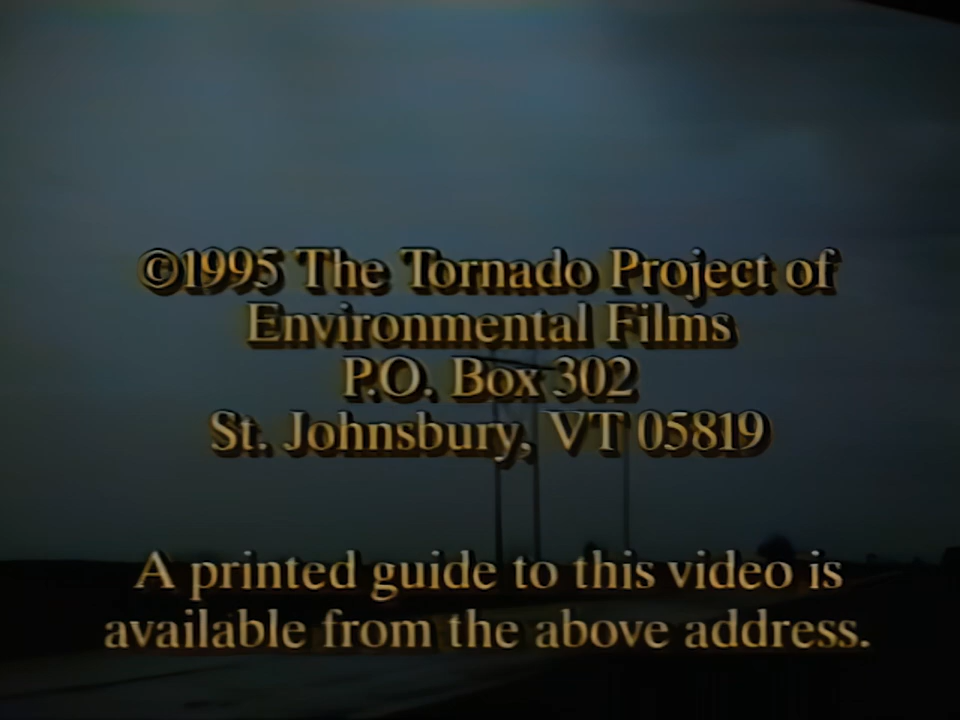 ©1995 The Tornado Project of
Environmental Films
P.O. Box 302
St. Johnsbury, VT 05819
A printed guide to this video is
available from the above address.